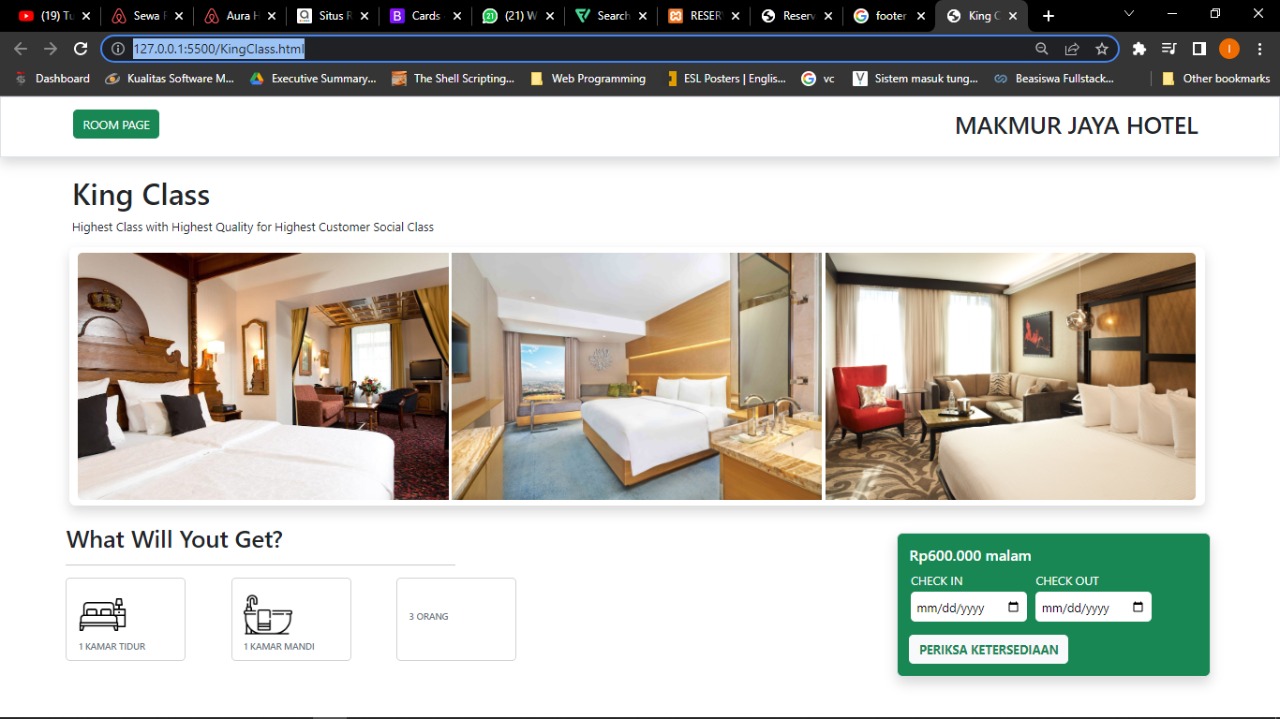 (19) Tu
Sewa T
Aura H
Situs R
Cards
(21) W
Search
RESER
Reserv
footer
King C
127.0.0.1:5500/KingClass.html
Dashboard
Kualitas Software M...
Executive Summary...
The Shell Scripting...
Web Programming
ESL Posters | Englis...
vc
Sistem masuk tung...
Beasiswa Fullstack...
Other bookmarks
ROOM PAGE
MAKMUR JAYA HOTEL
King Class
Highest Class with Highest Quality for Highest Customer Social Class
What Will Yout Get?
1 KAMAR TIDUR
1 KAMAR MANDI
3 ORANG
Rp600.000 malam
CHECK IN
CHECK OUT
mm/dd/yyyy
mm/dd/yyyy
PERIKSA KETERSEDIAAN